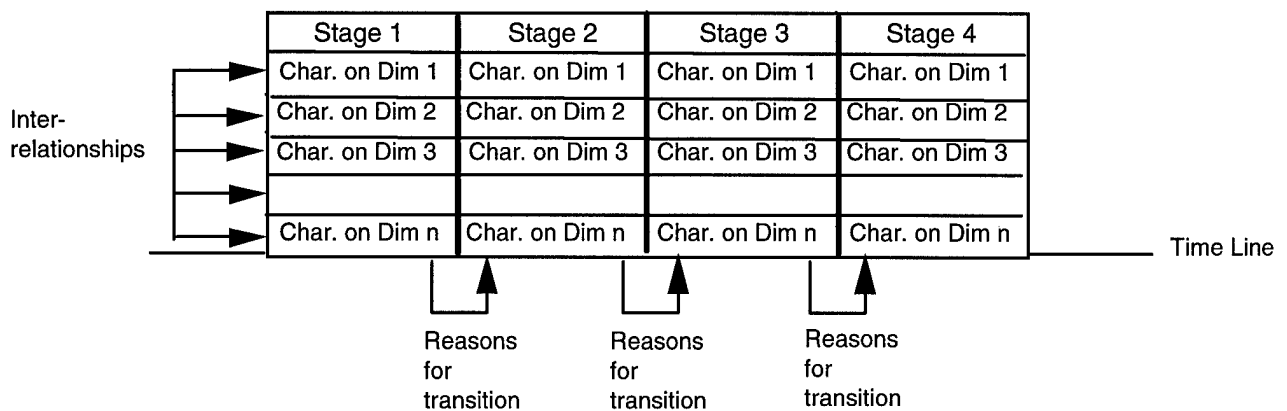 Stage 1 Stage 2 Stage 3 Stage 4
Char. on Dim 1 Char. on Dim 1 Char. on Dim 1 Char. on Dim 1
Char. on Dim 2 Char. on Dim 2 Char. on Dim 2 Char. on Dim 2
Char. on Dim 3 Char. on Dim 3 Char. on Dim 3 Char. on Dim 3
Char. on Dim n Char. on Dim n Char. on Dim n Char. on Dim n
Inter-
relationships
Time Line
Reasons
for
transition
Reasons
for
transition
Reasons
for
transition